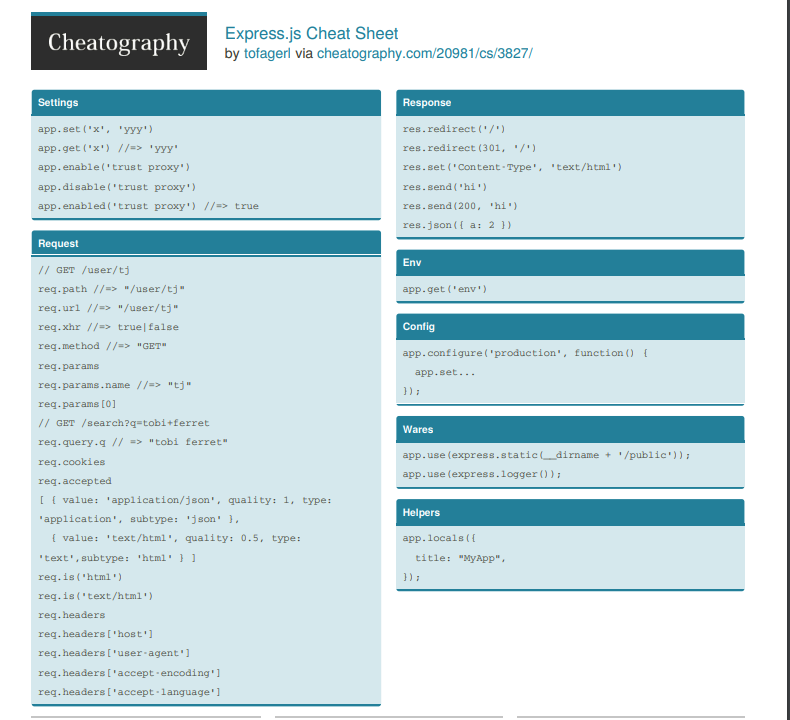 Cheatography
Express.js Cheat Sheet
by tofagerl via cheatography.com/20981/cs/3827/
Settings
app.set('x', 'yyy')
app.get('x') //=> 'yyy'
app.enable('trust proxy')
app.disable('trust proxy')
app.enabled('trust proxy') //=> true
Request
// GET /user/tj
req.path //=> "/user/tj"
req.url //=> "/user/tj"
req.xhr //=> true|false
req.method //=> "GET"
req.params
req.params.name //=> "tj"
req.params[0]
// GET /search?q=tobi+ferret
req.query.q // => "tobi ferret"
req.cookies
req.accepted
[ { value: 'application/json', quality: 1, type:
'application', subtype: 'json' },
  { value: 'text/html', quality: 0.5, type:
'text',subtype: 'html' } ]
req.is('html')
req.is('text/html')
req.headers
req.headers['host']
req.headers['user-agent']
req.headers['accept-encoding']
req.headers['accept-language']
Response
res.redirect('/')
res.redirect(301, '/')
res.set('Content-Type', 'text/html')
res.send('hi')
res.send(200, 'hi')
res.json({ a: 2 })
Env
app.get('env')
Config
app.configure('production', function() {
  app.set...
});
Wares
app.use(express.static(__dirname + '/public'));
app.use(express.logger());
Helpers
app.locals({
  title: "MyApp",
});